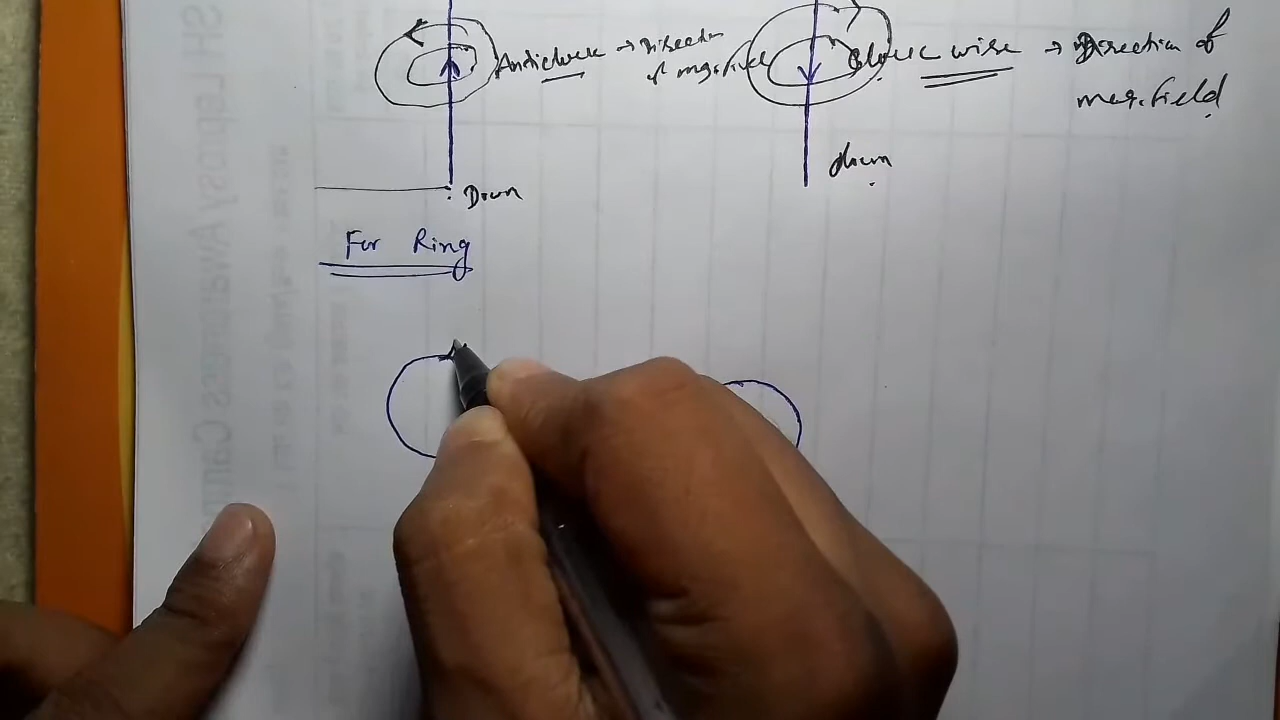 Anticlock → Direction
of mag. field
Clock wise → Direction of
mag. field
Down
down
For Ring